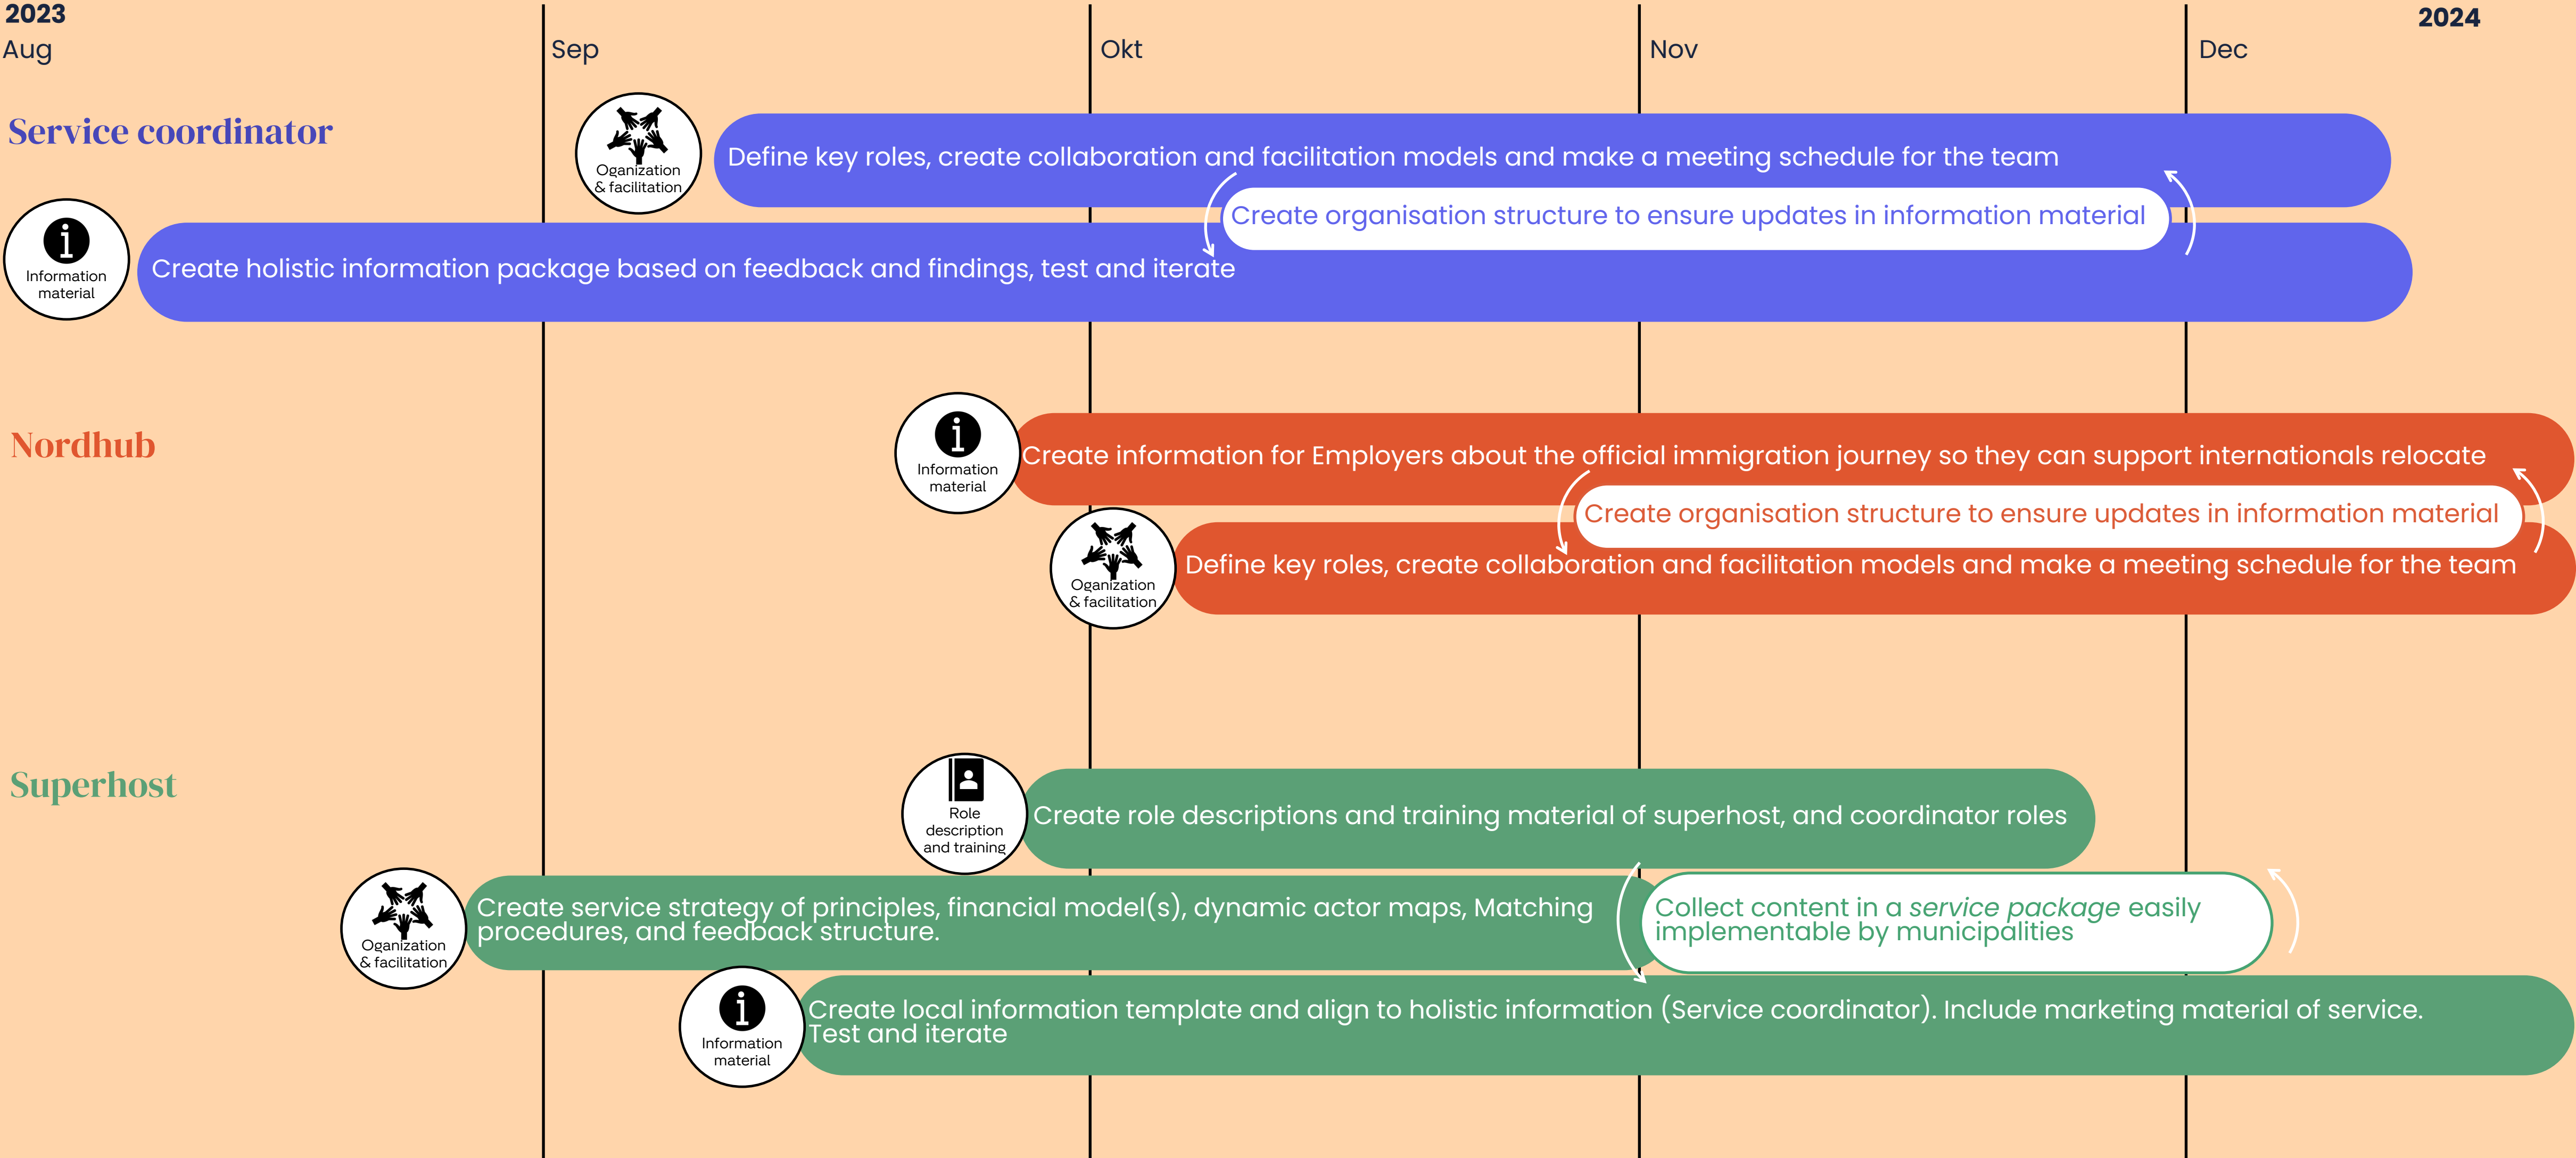 2023
2024
Aug
Sep
Okt
Nov
Dec
Service coordinator
Oganization
& facilitation
Define key roles, create collaboration and facilitation models and make a meeting schedule for the team
Create organisation structure to ensure updates in information material
Information
material
Create holistic information package based on feedback and findings, test and iterate
Nordhub
Information
material
Create information for Employers about the official immigration journey so they can support internationals relocate
Create organisation structure to ensure updates in information material
Oganization
& facilitation
Define key roles, create collaboration and facilitation models and make a meeting schedule for the team
Superhost
Role
description
and training
Create role descriptions and training material of superhost, and coordinator roles
Oganization
& facilitation
Create service strategy of principles, financial model(s), dynamic actor maps, Matching
procedures, and feedback structure.
Collect content in a service package easily
implementable by municipalities
Information
material
Create local information template and align to holistic information (Service coordinator). Include marketing material of service.
Test and iterate